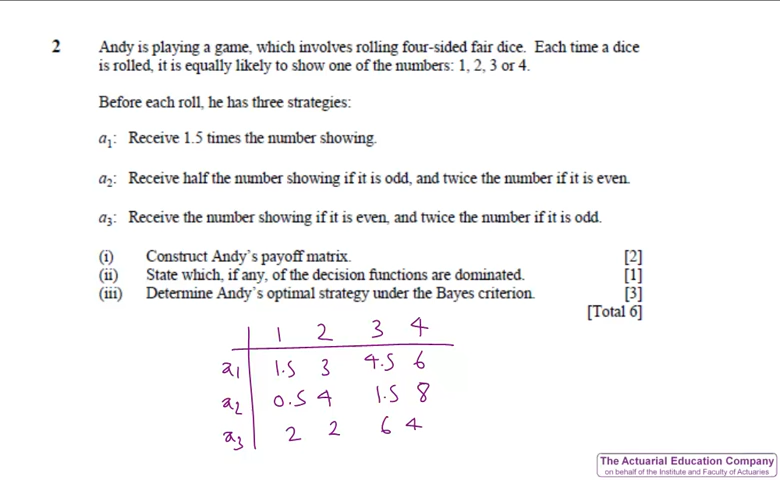 2 Andy is playing a game, which involves rolling four-sided fair dice. Each time a dice
is rolled, it is equally likely to show one of the numbers: 1, 2, 3 or 4.
Before each roll, he has three strategies:
a1: Receive 1.5 times the number showing.
a2: Receive half the number showing if it is odd, and twice the number if it is even.
a3: Receive the number showing if it is even, and twice the number if it is odd.
(i) Construct Andy's payoff matrix. [2]
(ii) State which, if any, of the decision functions are dominated. [1]
(iii) Determine Andy's optimal strategy under the Bayes criterion. [3]
[Total 6]
1 2 3 4
a1 1.5 3 4.5 6
a2 0.5 4 1.5 8
a3 2 2 6 4
The Actuarial Education Company
on behalf of the Institute and Faculty of Actuaries